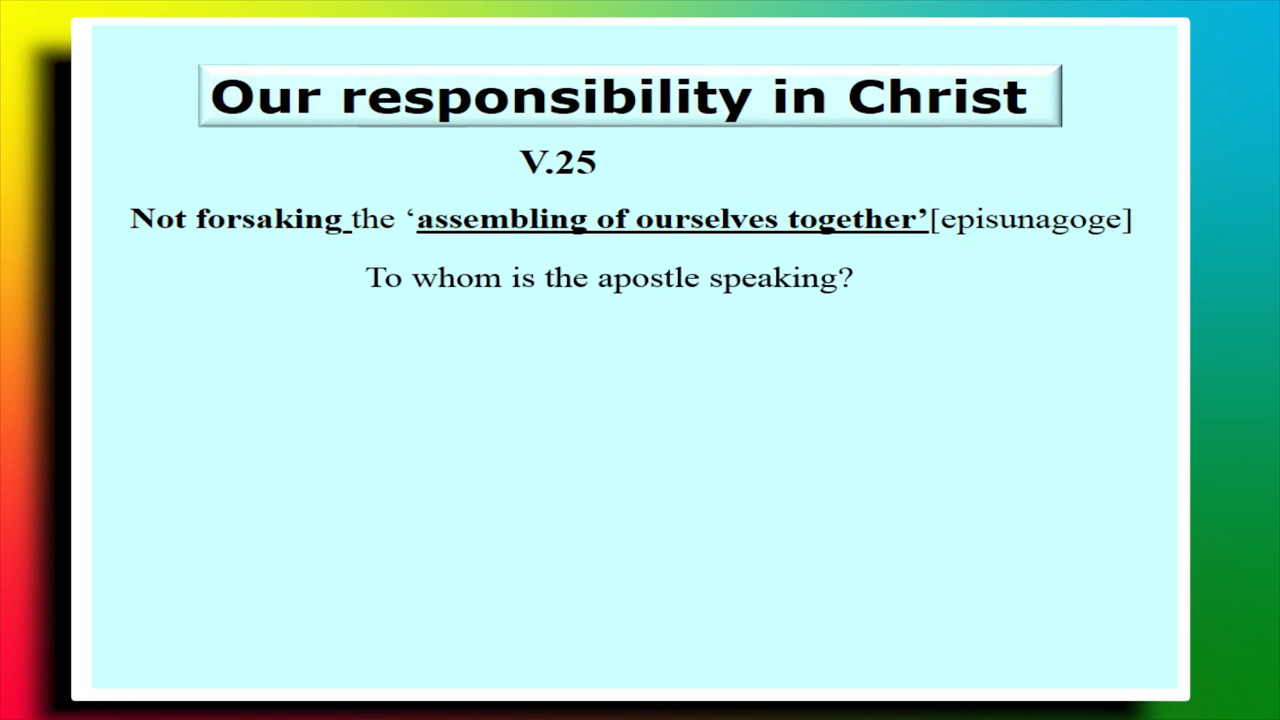 Our responsibility in Christ
V.25
Not forsaking the ‘assembling of ourselves together’[episunagoge]
To whom is the apostle speaking?